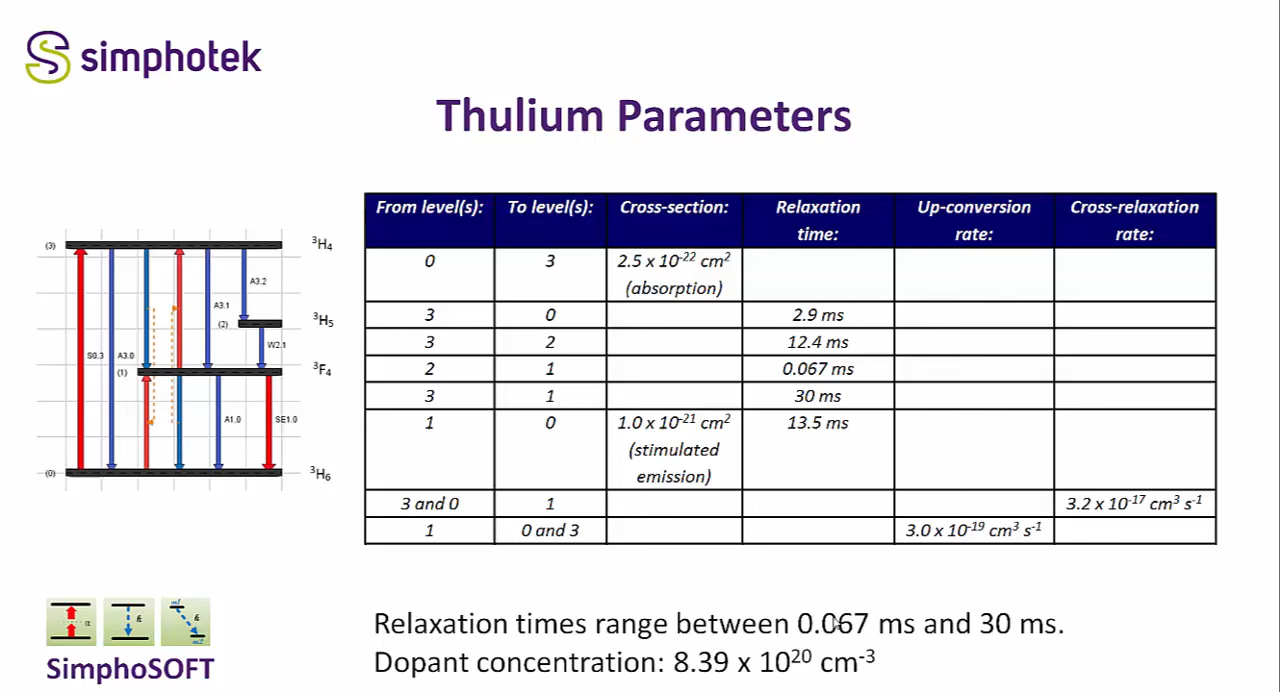 simphotek
Thulium Parameters
(3)
³H₄
A3.2
A3.1
(2)
³H₅
W2.1
S0.3
A3.0
(1)
³F₄
A1.0
SE1.0
(0)
³H₆
From level(s): To level(s): Cross-section: Relaxation time: Up-conversion rate: Cross-relaxation rate:
0 3 2.5 x 10⁻²² cm² (absorption)
3 0 2.9 ms
3 2 12.4 ms
2 1 0.067 ms
3 1 30 ms
1 0 1.0 x 10⁻²¹ cm² (stimulated emission) 13.5 ms
3 and 0 1 3.2 x 10⁻¹⁷ cm³ s⁻¹
1 0 and 3 3.0 x 10⁻¹⁹ cm³ s⁻¹
SimphoSOFT
Relaxation times range between 0.067 ms and 30 ms.
Dopant concentration: 8.39 x 10²⁰ cm⁻³